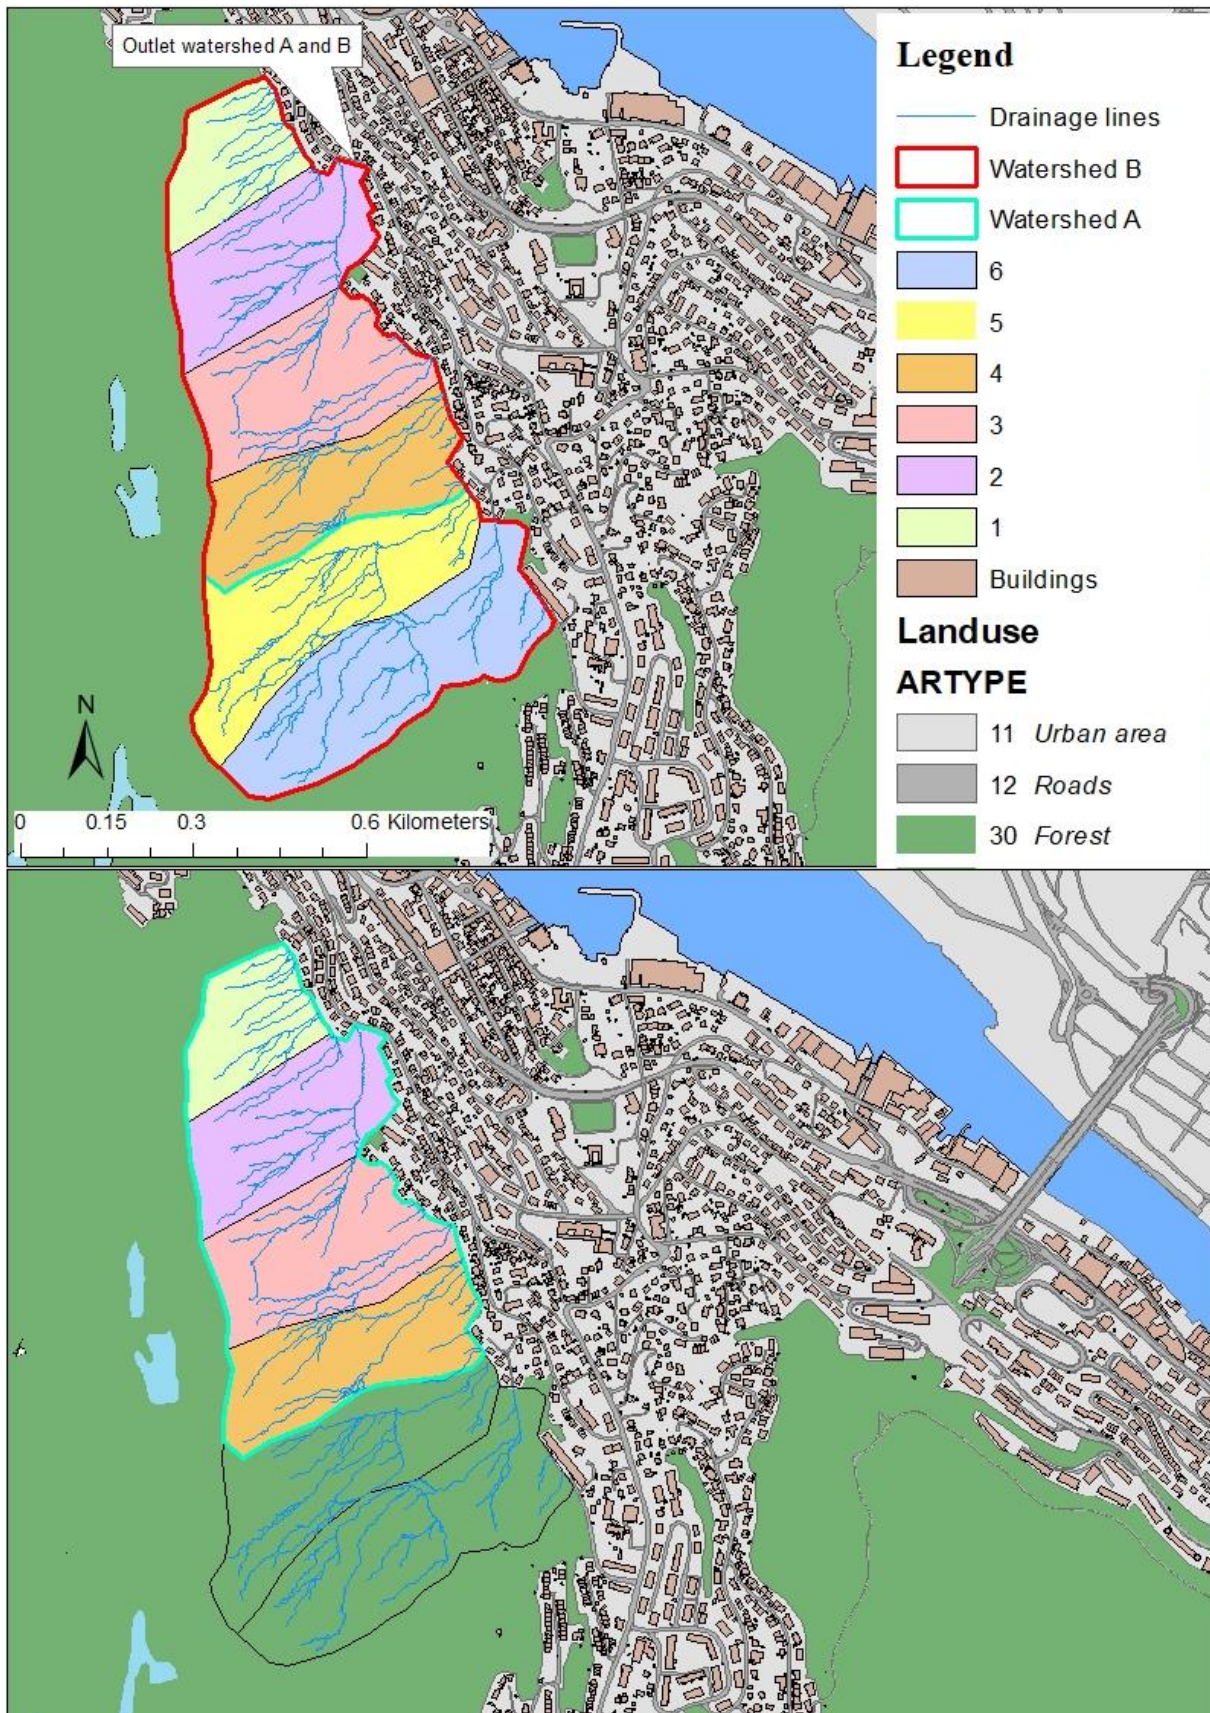 Outlet watershed A and B
Legend
Drainage lines
Watershed B
Watershed A
6
5
4
3
2
1
Buildings
Landuse
ARTYPE
11 Urban area
12 Roads
30 Forest
N
0 0.15 0.3 0.6 Kilometers